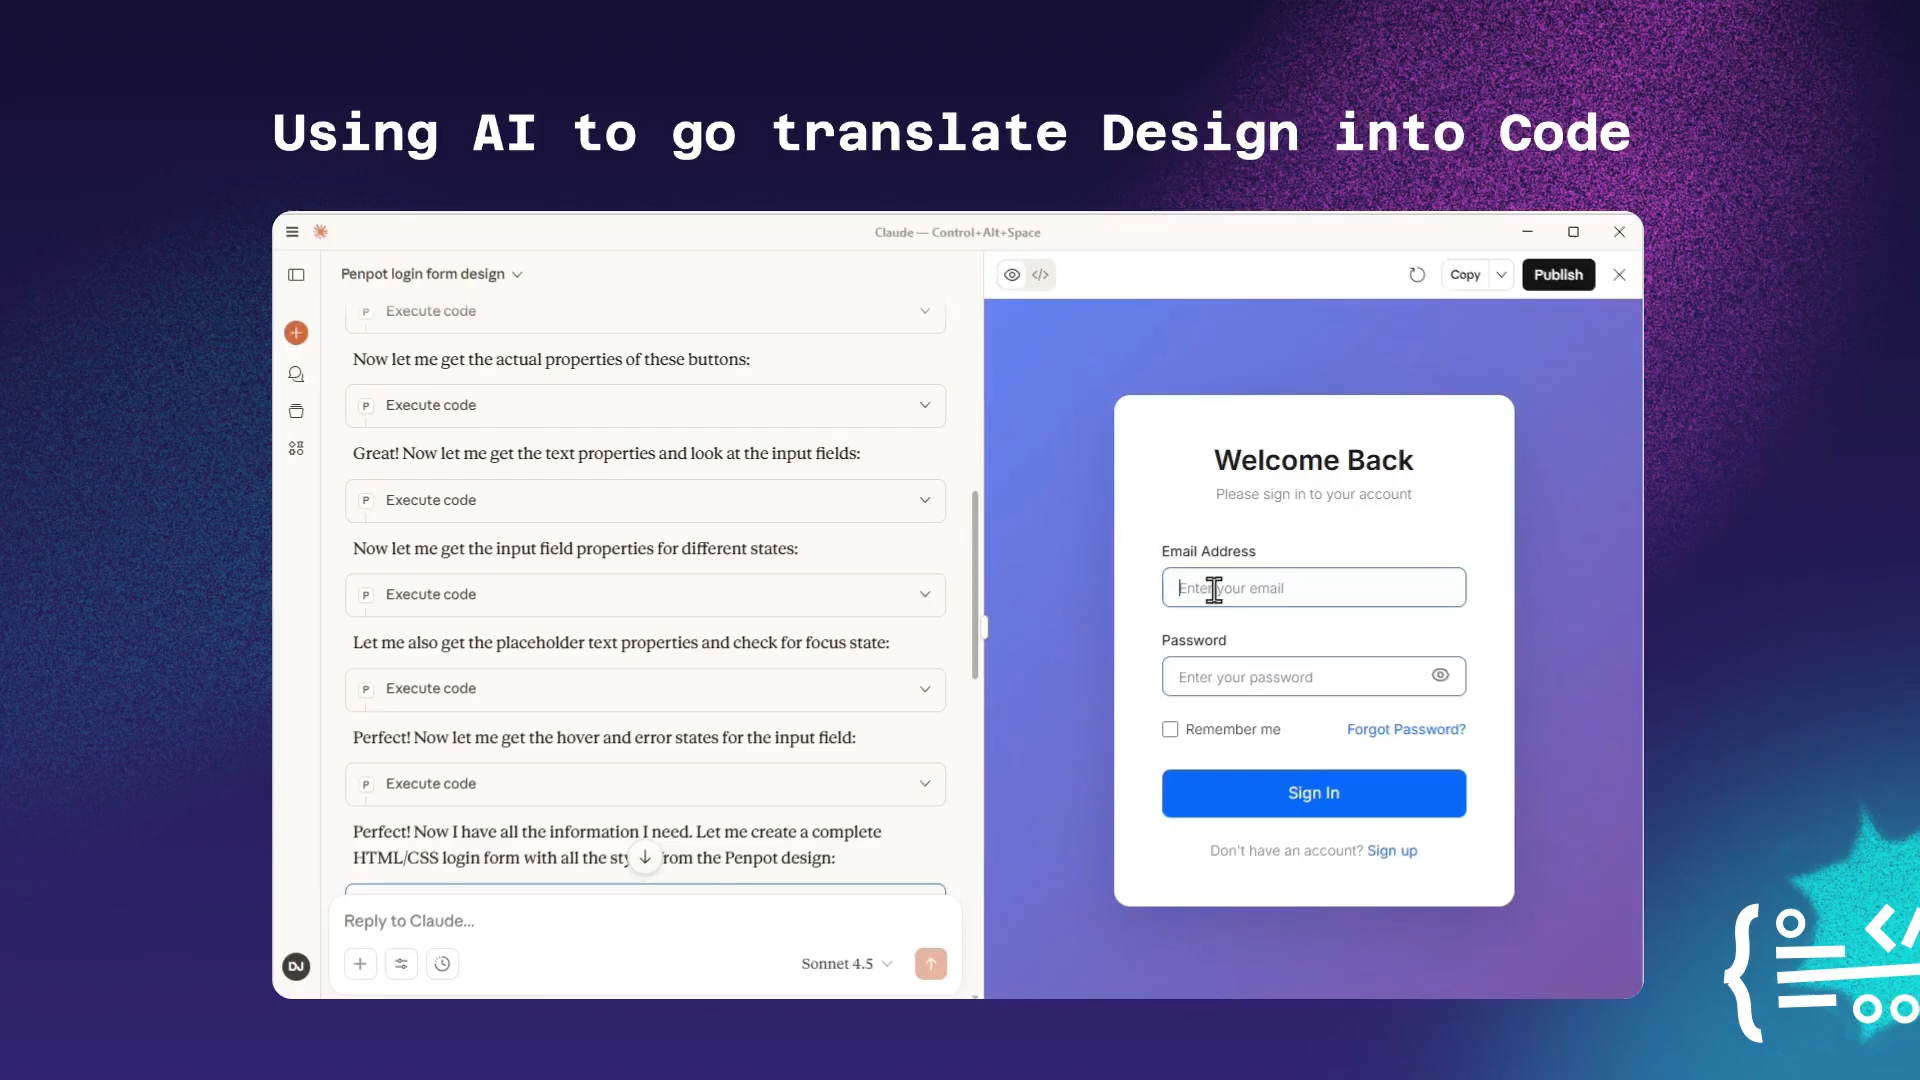 Using AI to go translate Design into Code
Claude — Control+Alt+Space
Penpot login form design
Copy
Publish
P Execute code
Now let me get the actual properties of these buttons:
P Execute code
Great! Now let me get the text properties and look at the input fields:
P Execute code
Now let me get the input field properties for different states:
P Execute code
Let me also get the placeholder text properties and check for focus state:
P Execute code
Perfect! Now let me get the hover and error states for the input field:
P Execute code
Perfect! Now I have all the information I need. Let me create a complete
HTML/CSS login form with all the from the Penpot design:
Reply to Claude...
Sonnet 4.5
DJ
Welcome Back
Please sign in to your account
Email Address
Enter your email
Password
Enter your password
Remember me
Forgot Password?
Sign In
Don't have an account? Sign up